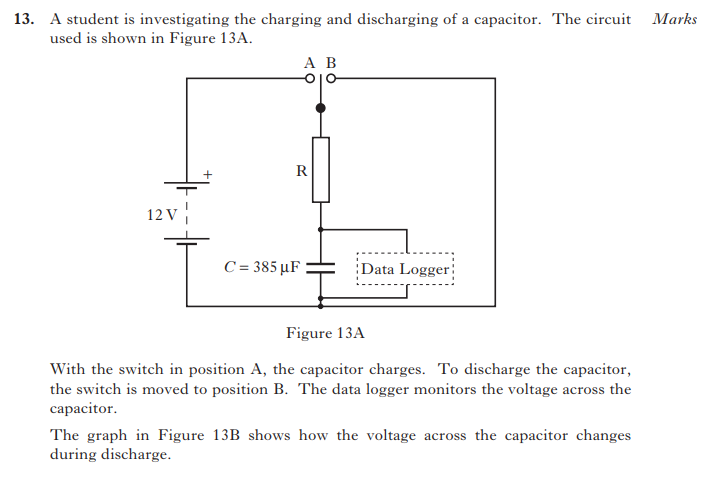 13. A student is investigating the charging and discharging of a capacitor. The circuit Marks
used is shown in Figure 13A.
A B
+
R
12 V
C = 385 µF
Data Logger
Figure 13A
With the switch in position A, the capacitor charges. To discharge the capacitor,
the switch is moved to position B. The data logger monitors the voltage across the
capacitor.
The graph in Figure 13B shows how the voltage across the capacitor changes
during discharge.